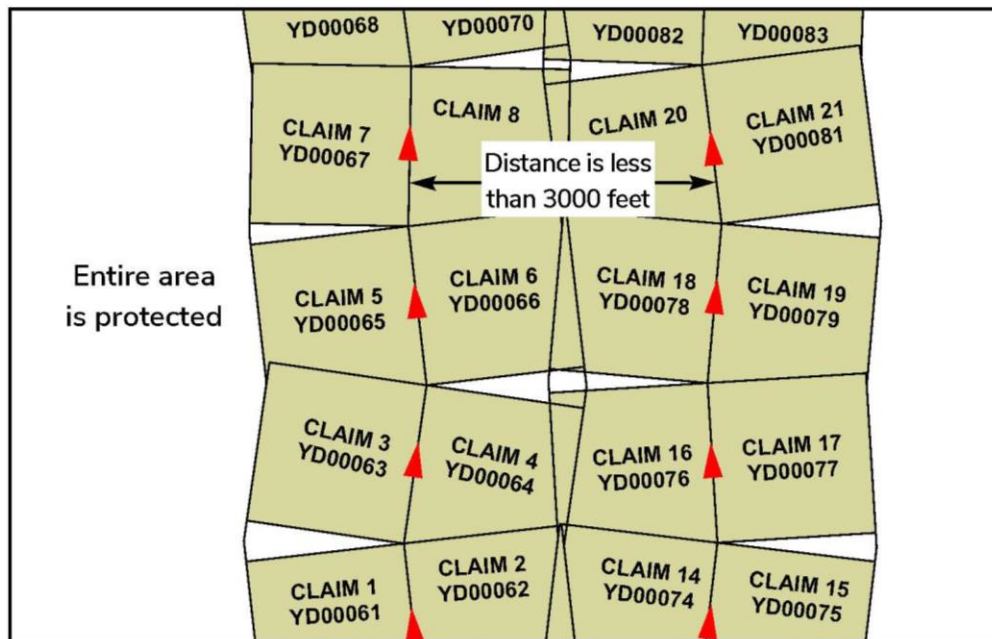 YD00068
YD00070
YD00082
YD00083
CLAIM 7
YD00067
CLAIM 8
CLAIM 20
CLAIM 21
YD00081
Distance is less
than 3000 feet
Entire area
is protected
CLAIM 5
YD00065
CLAIM 6
YD00066
CLAIM 18
YD00078
CLAIM 19
YD00079
CLAIM 3
YD00063
CLAIM 4
YD00064
CLAIM 16
YD00076
CLAIM 17
YD00077
CLAIM 1
YD00061
CLAIM 2
YD00062
CLAIM 14
YD00074
CLAIM 15
YD00075